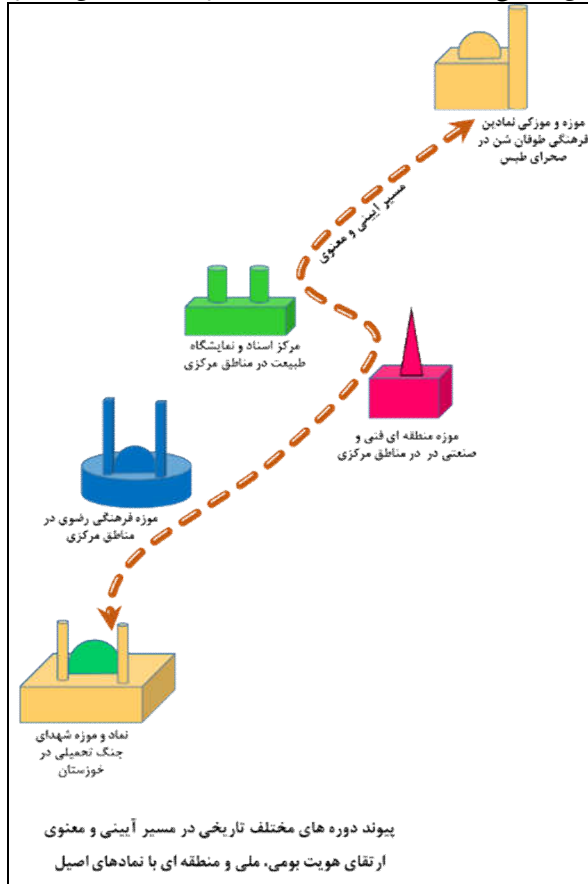 موزه و موزکی نمادین
فرهنگی طوفان شن در
صحرای طبس
مسیر آیینی و معنوی
مرکز اسناد و نمایشگاه
طبیعت در مناطق مرکزی
موزه منطقه ای فنی و
صنعتی در در مناطق مرکزی
موزه فرهنگی رضوی در
مناطق مرکزی
نماد و موزه شهدای
جنگ تحمیلی در
خوزستان
پیوند دوره های مختلف تاریخی در مسیر آیینی و معنوی
ارتقای هویت بومی، ملی و منطقه ای با نمادهای اصیل